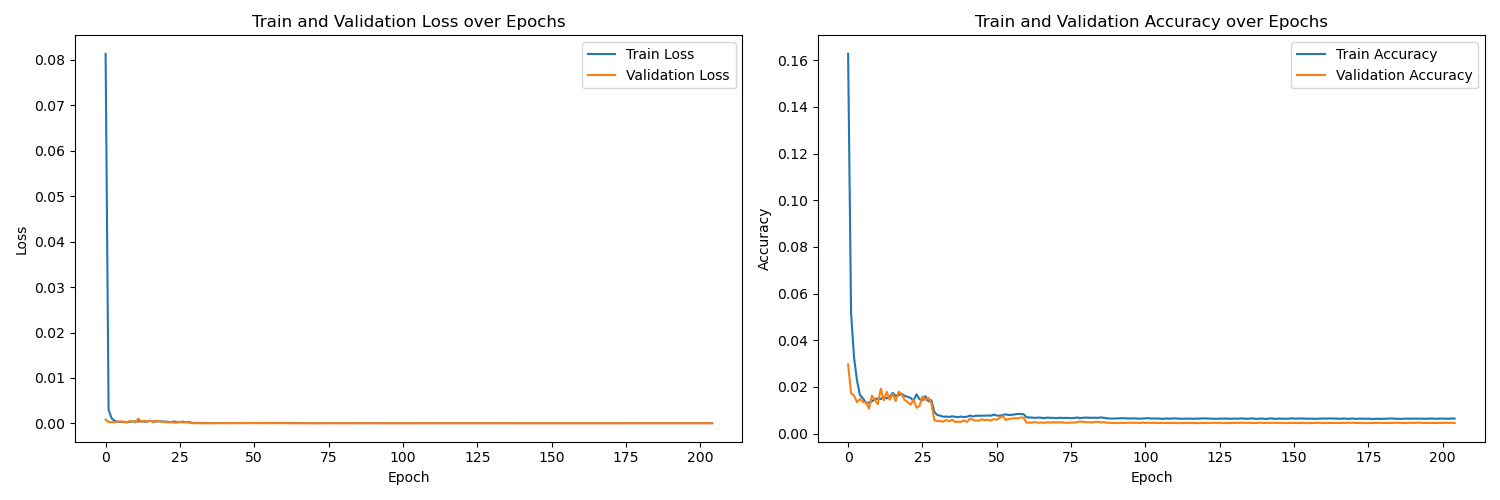 Train and Validation Loss over Epochs
Train Loss
Validation Loss
0.08
0.07
0.06
0.05
0.04
0.03
0.02
0.01
0.00
Loss
0 25 50 75 100 125 150 175 200
Epoch
Train and Validation Accuracy over Epochs
Train Accuracy
Validation Accuracy
0.16
0.14
0.12
0.10
0.08
0.06
0.04
0.02
0.00
Accuracy
0 25 50 75 100 125 150 175 200
Epoch